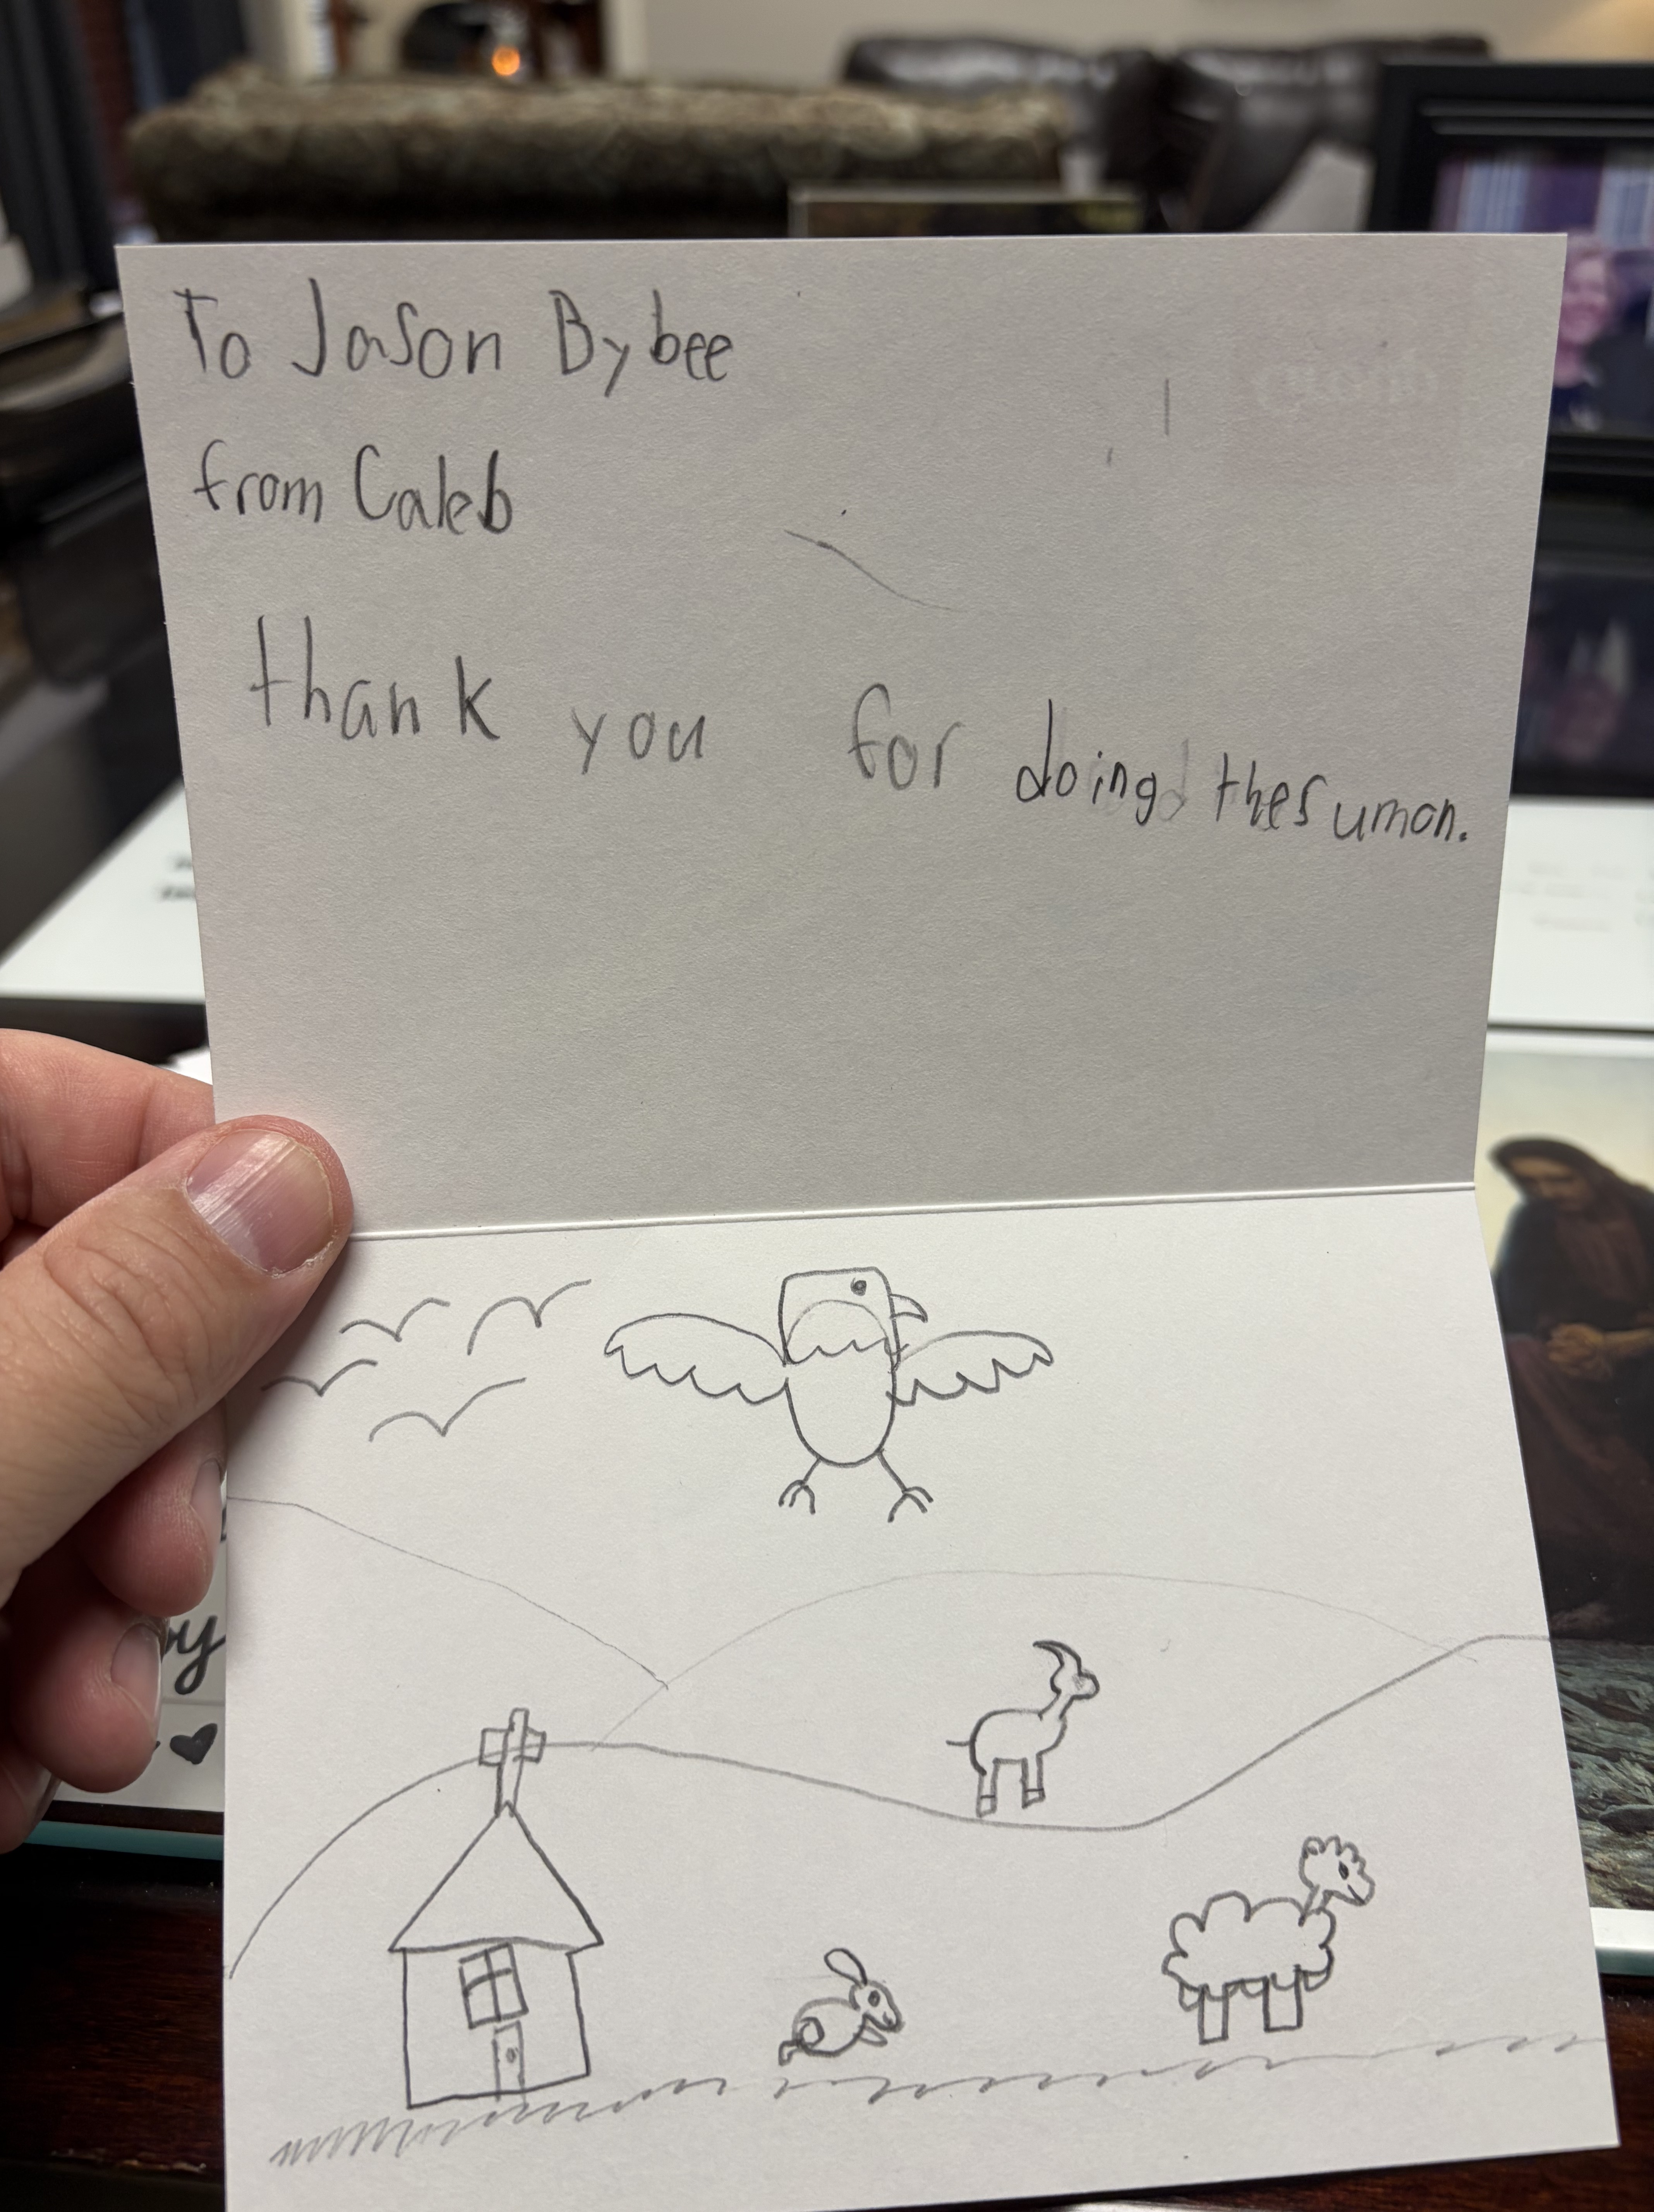 To Jason Bybee
from Caleb
thank you for doing the sumon.